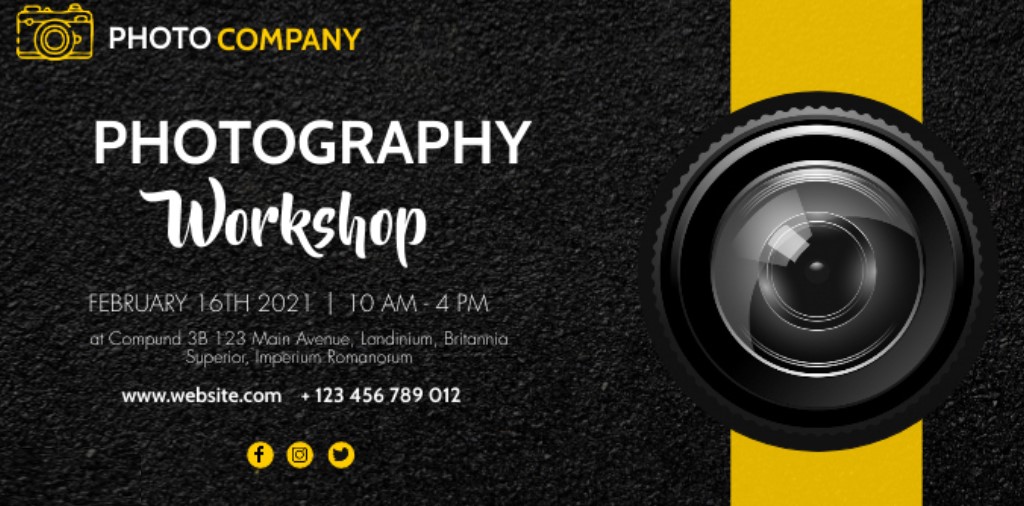 PHOTO COMPANY
PHOTOGRAPHY
Workshop
FEBRUARY 16TH 2021 | 10 AM - 4 PM
at Compund 3B 123 Main Avenue, Landinium, Britannia
Superior, Imperium Romanorum
www.website.com + 123 456 789 012